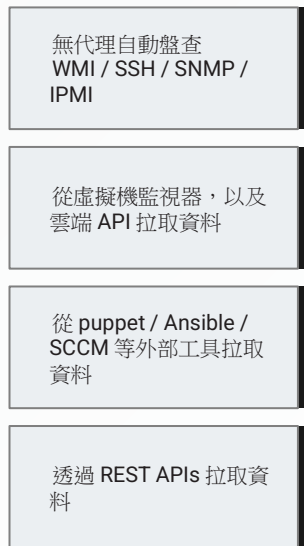 無代理自動盤查
WMI / SSH / SNMP /
IPMI
從虛擬機監視器，以及
雲端 API 拉取資料
從 puppet / Ansible /
SCCM 等外部工具拉取
資料
透過 REST APIs 拉取資
料